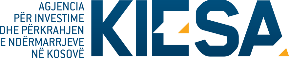 AGJENCIA
PËR INVESTIME
DHE PËRKRAHJEN
E NDËRMARRJEVE
NË KOSOVË
KIESA